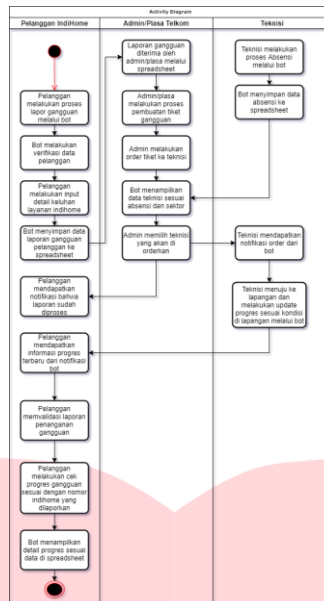 Activity Diagram
Pelanggan IndiHome
Admin/Plasa Telkom
Teknisi
Pelanggan
melakukan proses
lapor gangguan
melalui bot
Bot melakukan
verifikasi data
pelanggan
Pelanggan
melakukan input
detail keluhan
layanan indihome
Bot menyimpan data
laporan gangguan
pelanggan ke
spreadsheet
Laporan gangguan
diterima oleh
admin/plasa melalui
spreadsheet
Admin/plasa
melakukan proses
pembuatan tiket
gangguan
Admin melakukan
order tiket ke teknisi
Bot menampilkan
data teknisi sesuai
absensi dan sektor
Admin memilih teknisi
yang akan di
orderkan
Teknisi melakukan
proses Absensi
melalui bot
Bot menyimpan data
absensi ke
spreadsheet
Teknisi mendapatkan
notifikasi order dari
bot
Teknisi menuju ke
lapangan dan
melakukan update
progres sesuai kondisi
di lapangan melalui bot
Pelanggan
mendapatkan
notifikasi bahwa
laporan sudah
diproses
Pelanggan
mendapatkan
informasi progres
terbaru dari notifikasi
bot
Pelanggan
memvalidasi laporan
penanganan
gangguan
Pelanggan
melakukan cek
progres gangguan
sesuai dengan nomor
indihome yang
dilaporkan
Bot menampilkan
detail progres sesuai
data di spreadsheet